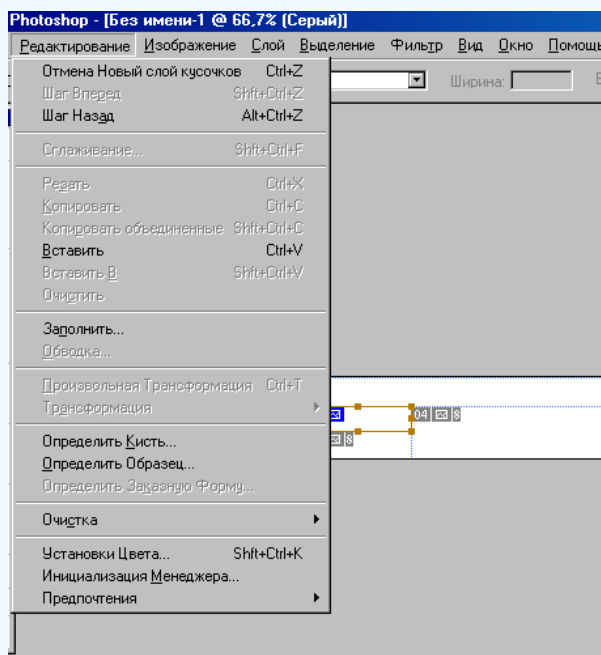 Photoshop - [Без имени-1 @ 66,7% (Серый)]
Редактирование Изображение Слой Выделение Фильтр Вид Окно Помощь
Ширина:
Отмена Новый слой кусочков Ctrl+Z
Шаг Вперед Shft+Ctrl+Z
Шаг Назад Alt+Ctrl+Z
Сглаживание... Shft+Ctrl+F
Резать Ctrl+X
Копировать Ctrl+C
Копировать объединенные Shft+Ctrl+C
Вставить Ctrl+V
Вставить В Shft+Ctrl+V
Очистить
Заполнить...
Обводка...
Произвольная Трансформация Ctrl+T
Трансформация
04
Определить Кисть...
Определить Образец...
Определить Заказную Форму...
Очистка
Установки Цвета... Shft+Ctrl+K
Инициализация Менеджера...
Предпочтения